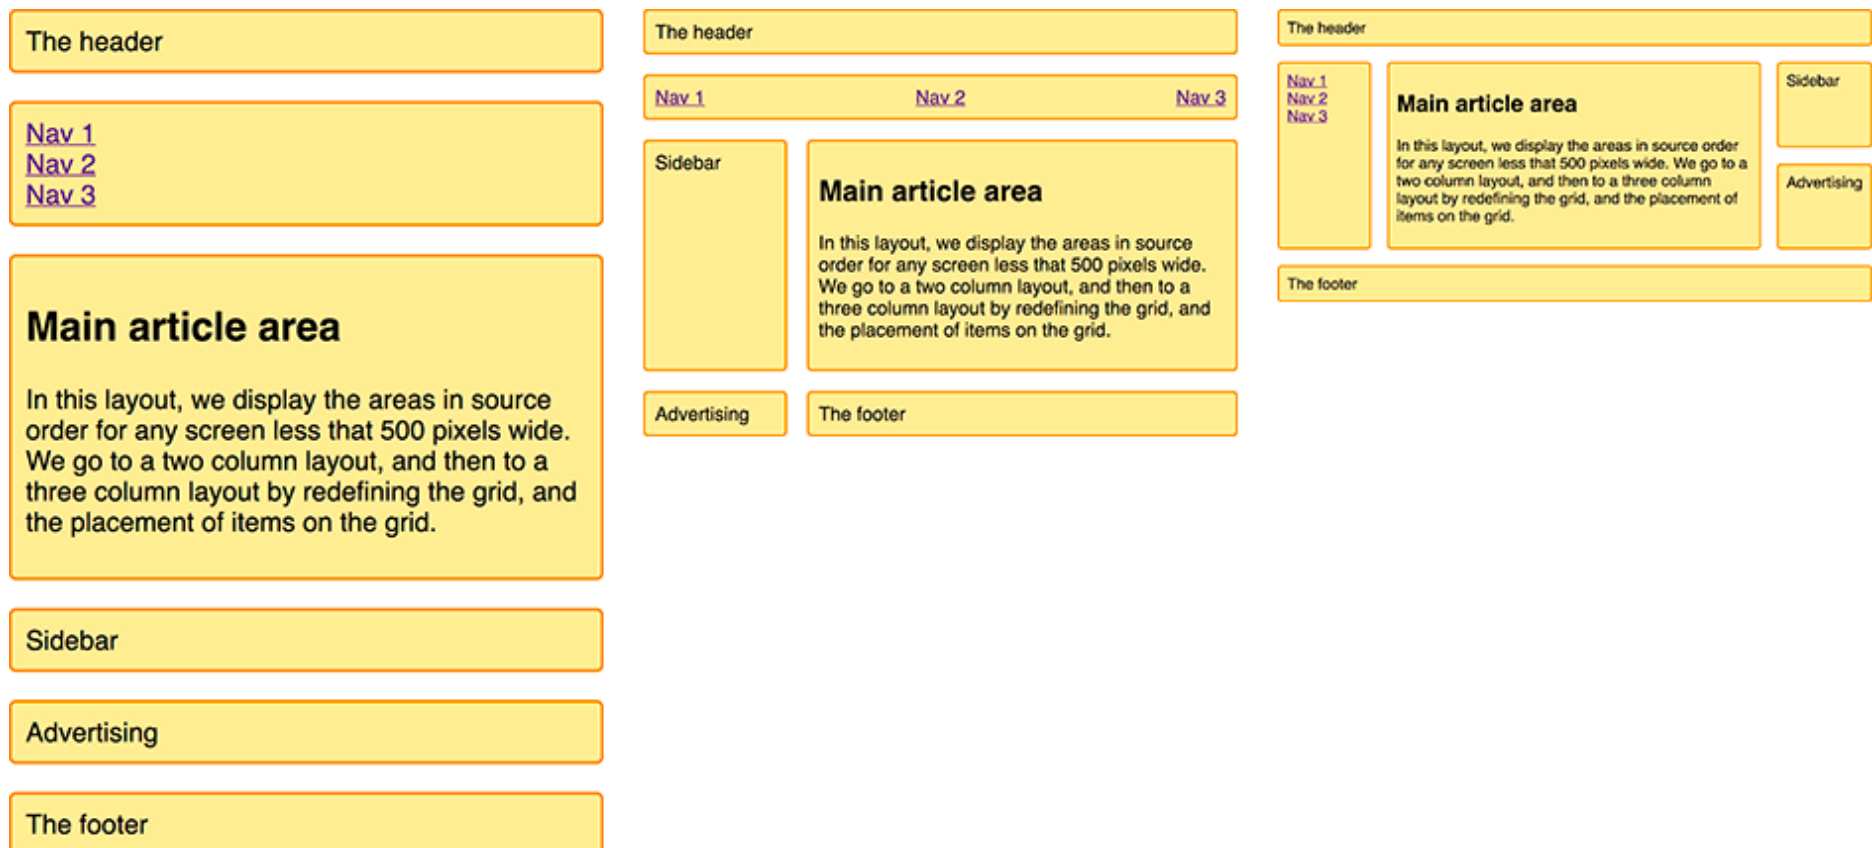 The header
Nav 1
Nav 2
Nav 3
Main article area
In this layout, we display the areas in source
order for any screen less that 500 pixels wide.
We go to a two column layout, and then to a
three column layout by redefining the grid, and
the placement of items on the grid.
Sidebar
Advertising
The footer
The header
Nav 1 Nav 2 Nav 3
Sidebar
Main article area
In this layout, we display the areas in source
order for any screen less that 500 pixels wide.
We go to a two column layout, and then to a
three column layout by redefining the grid, and
the placement of items on the grid.
Advertising
The footer
The header
Nav 1
Nav 2
Nav 3
Main article area
In this layout, we display the areas in source order
for any screen less that 500 pixels wide. We go to a
two column layout, and then to a three column
layout by redefining the grid, and the placement of
items on the grid.
Sidebar
Advertising
The footer